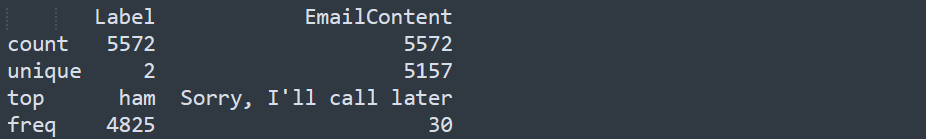 Label EmailContent
count 5572 5572
unique 2 5157
top ham Sorry, I'll call later
freq 4825 30